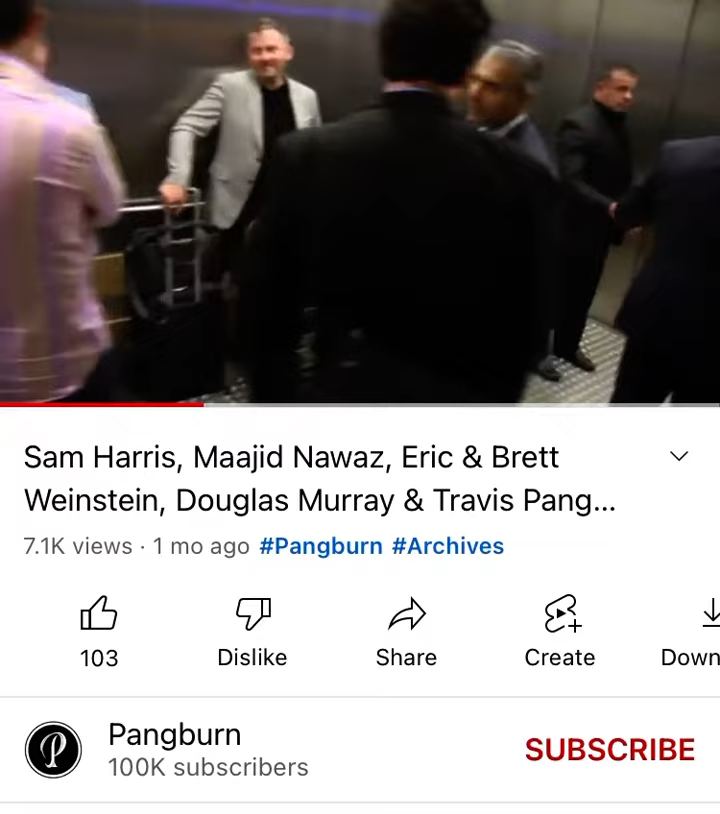 Sam Harris, Maajid Nawaz, Eric & Brett
Weinstein, Douglas Murray & Travis Pang...
7.1K views · 1 mo ago #Pangburn #Archives
103 Dislike Share Create Down
P Pangburn
100K subscribers
SUBSCRIBE